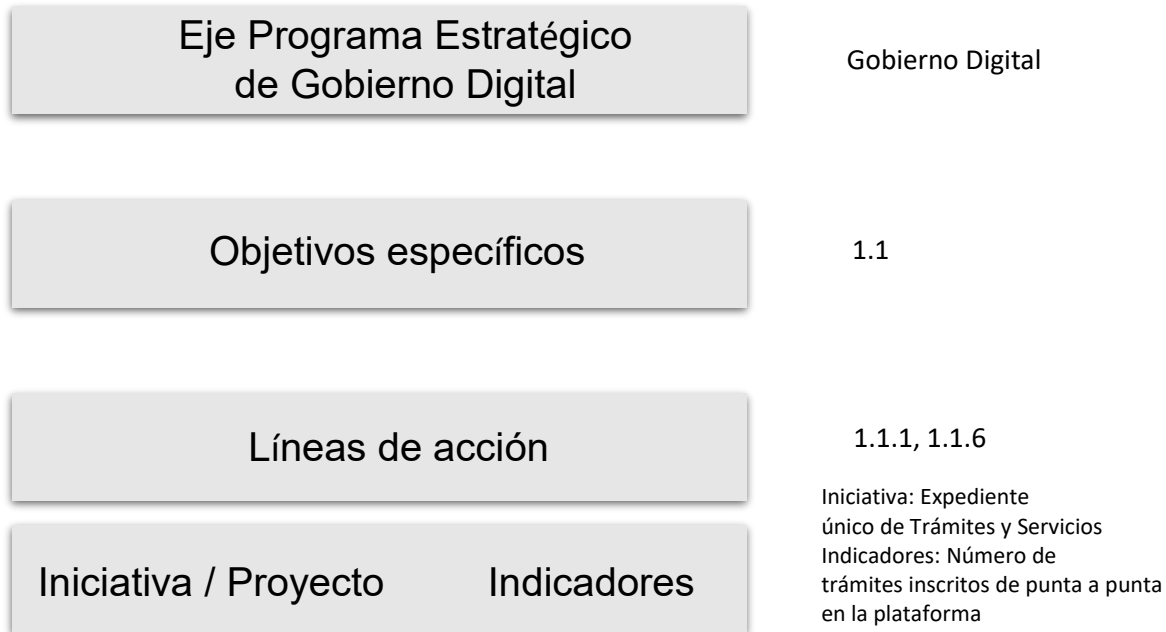 Eje Programa Estratégico
de Gobierno Digital
Gobierno Digital
Objetivos específicos
1.1
Líneas de acción
1.1.1, 1.1.6
Iniciativa / Proyecto Indicadores
Iniciativa: Expediente
único de Trámites y Servicios
Indicadores: Número de
trámites inscritos de punta a punta
en la plataforma